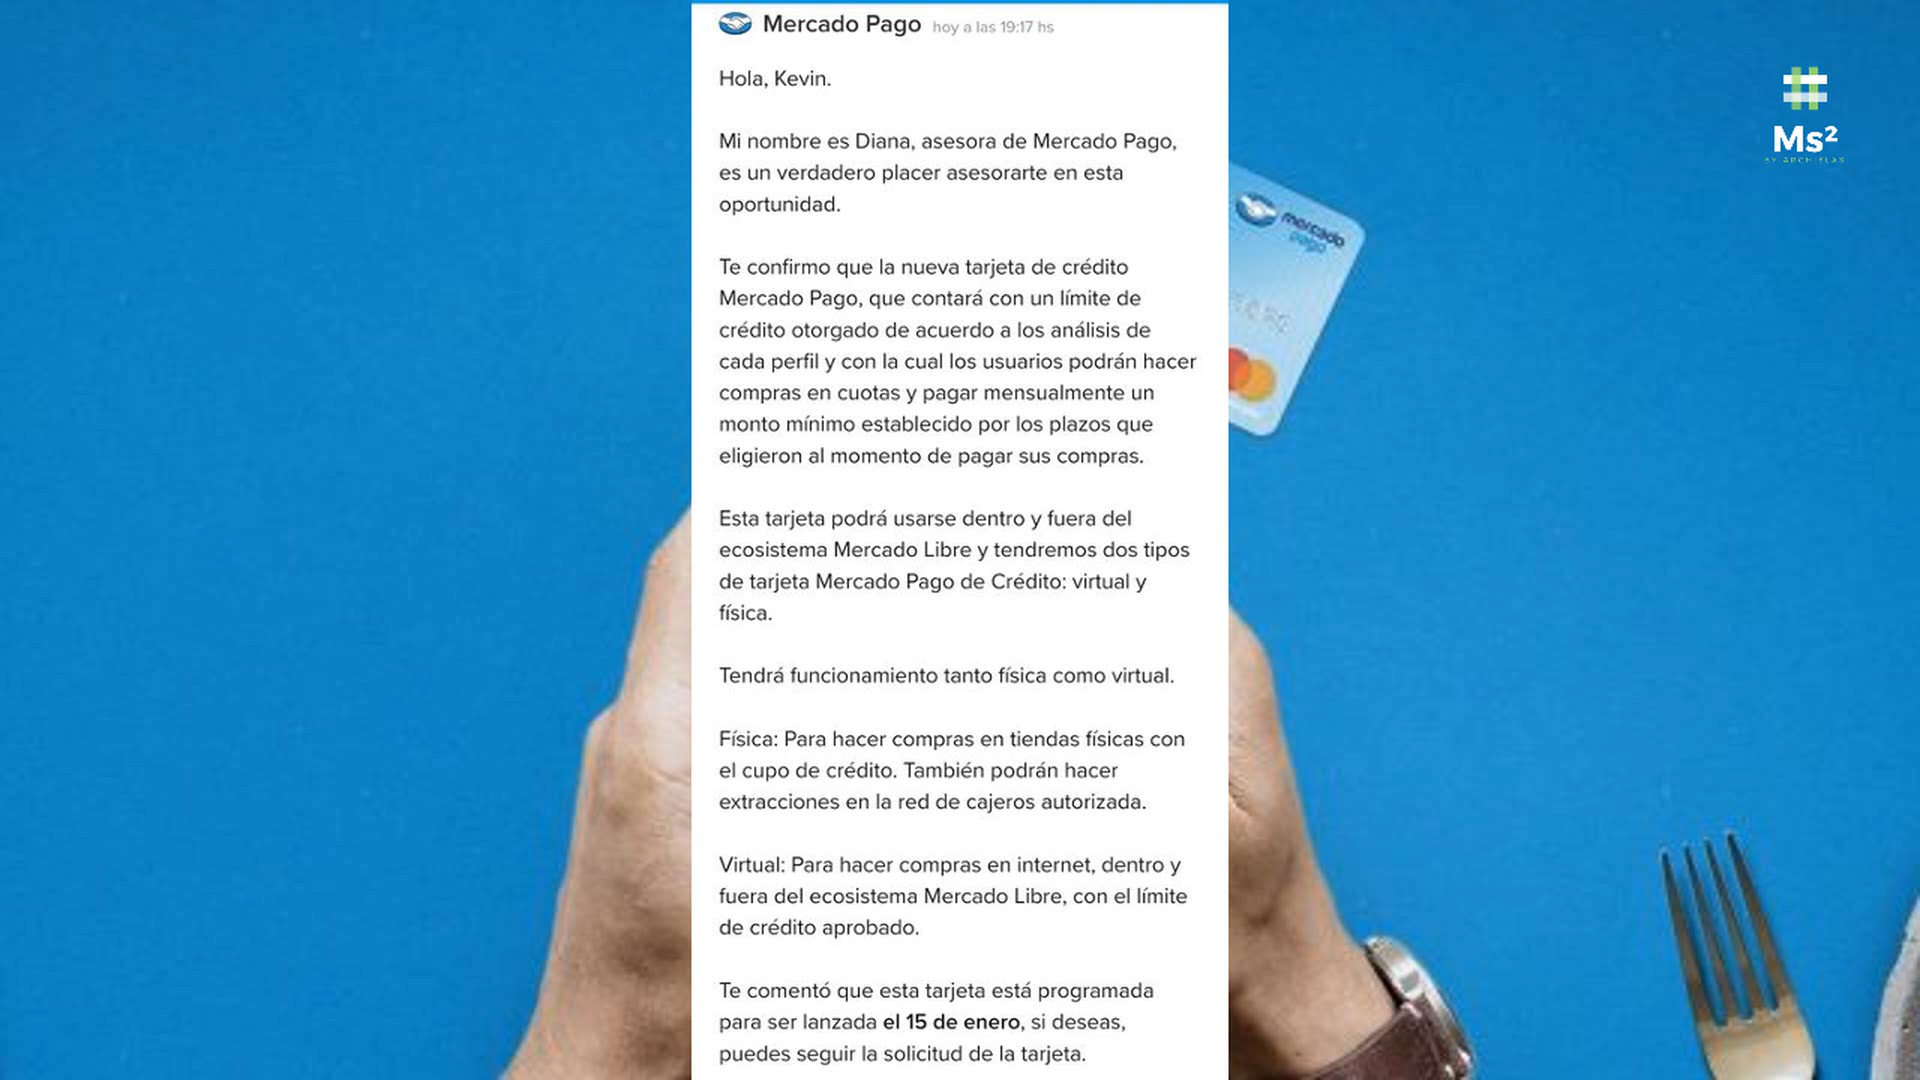 Mercado Pago hoy a las 19:17 hs
Hola, Kevin.
Mi nombre es Diana, asesora de Mercado Pago,
es un verdadero placer asesorarte en esta
oportunidad.
Te confirmo que la nueva tarjeta de crédito
Mercado Pago, que contará con un límite de
crédito otorgado de acuerdo a los análisis de
cada perfil y con la cual los usuarios podrán hacer
compras en cuotas y pagar mensualmente un
monto mínimo establecido por los plazos que
eligieron al momento de pagar sus compras.
Esta tarjeta podrá usarse dentro y fuera del
ecosistema Mercado Libre y tendremos dos tipos
de tarjeta Mercado Pago de Crédito: virtual y
física.
Tendrá funcionamiento tanto física como virtual.
Física: Para hacer compras en tiendas físicas con
el cupo de crédito. También podrán hacer
extracciones en la red de cajeros autorizada.
Virtual: Para hacer compras en internet, dentro y
fuera del ecosistema Mercado Libre, con el límite
de crédito aprobado.
Te comentó que esta tarjeta está programada
para ser lanzada el 15 de enero, si deseas,
puedes seguir la solicitud de la tarjeta.
mercado
pago
Ms²
BY ARCHISLAS